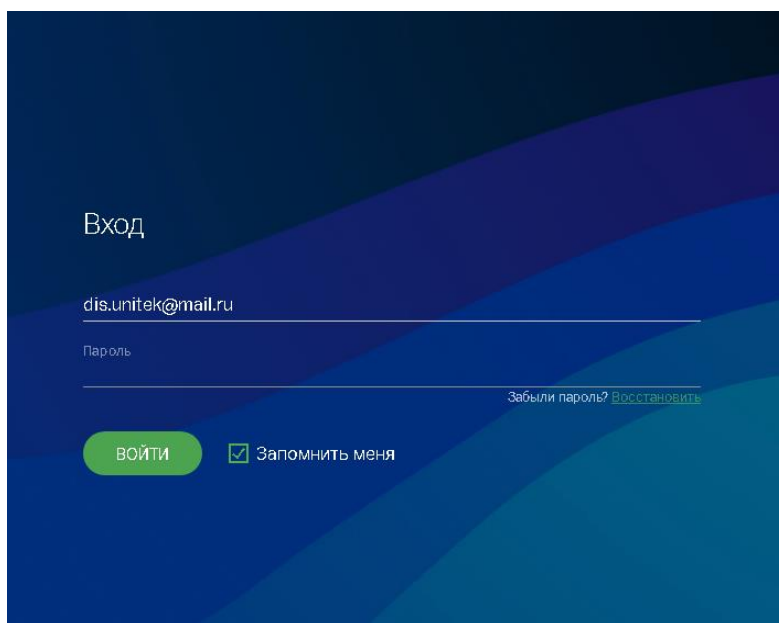 Вход
dis.unitek@mail.ru
Пароль
Забыли пароль? Восстановить
ВОЙТИ
Запомнить меня